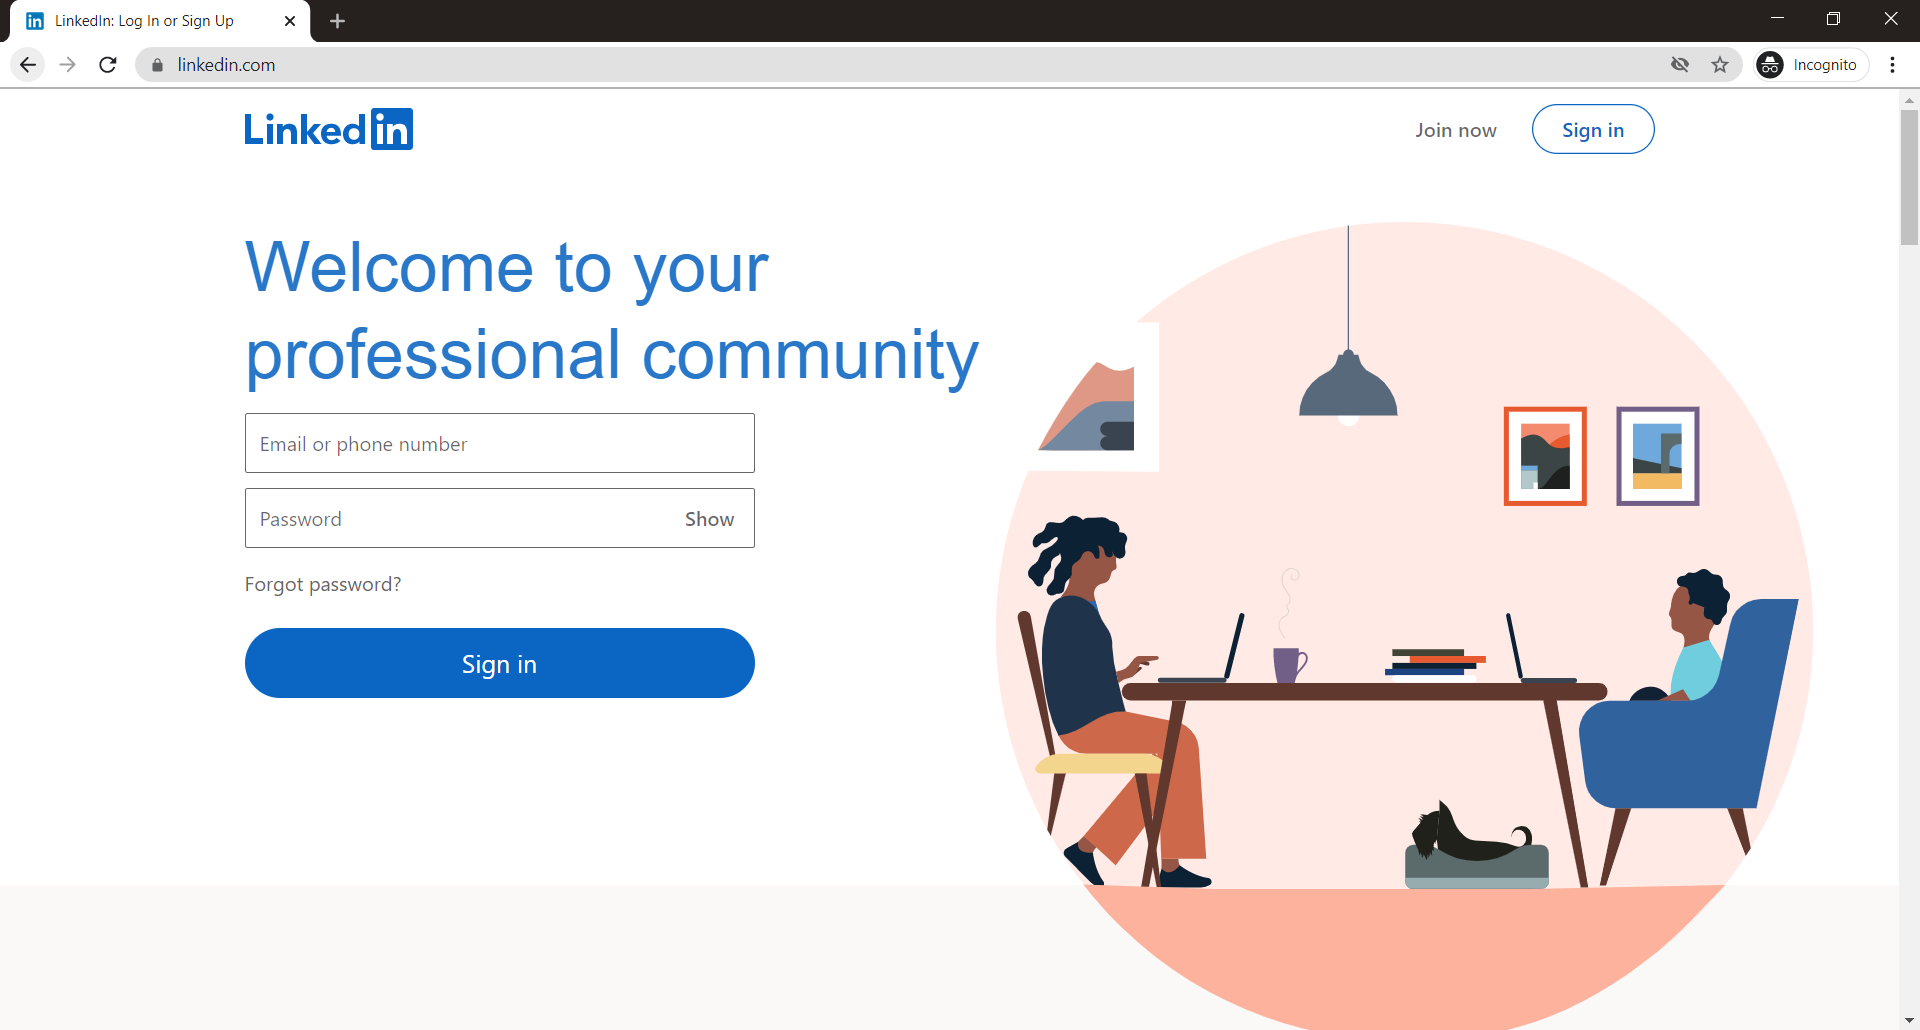 LinkedIn: Log In or Sign Up
linkedin.com
Incognito
Linkedin
Join now
Sign in
Welcome to your
professional community
Email or phone number
Password
Show
Forgot password?
Sign in